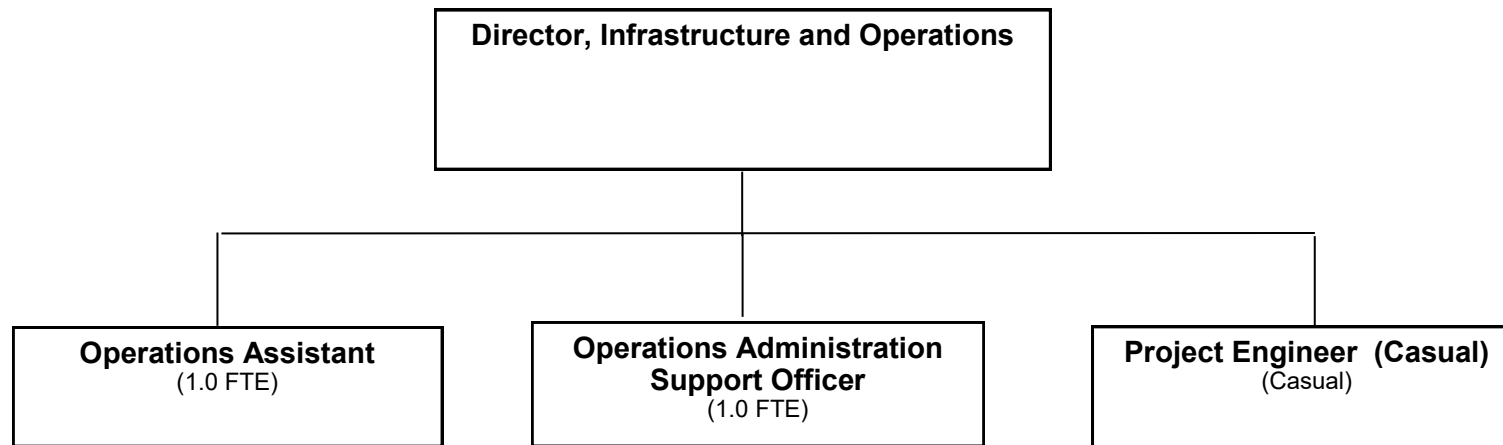 Director, Infrastructure and Operations
Operations Assistant
(1.0 FTE)
Operations Administration
Support Officer
(1.0 FTE)
Project Engineer  (Casual)
(Casual)